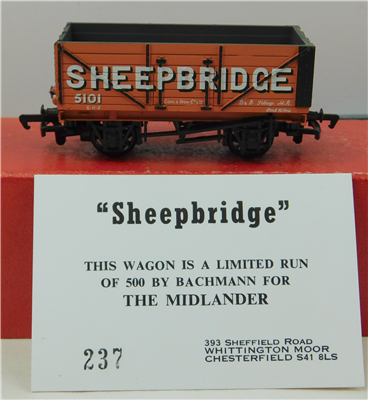 SHEEPBRIDGE
5101
"Sheepbridge"
THIS WAGON IS A LIMITED RUN
OF 500 BY BACHMANN FOR
THE MIDLANDER
393 SHEFFIELD ROAD
WHITTINGTON MOOR
CHESTERFIELD S41 8LS
237